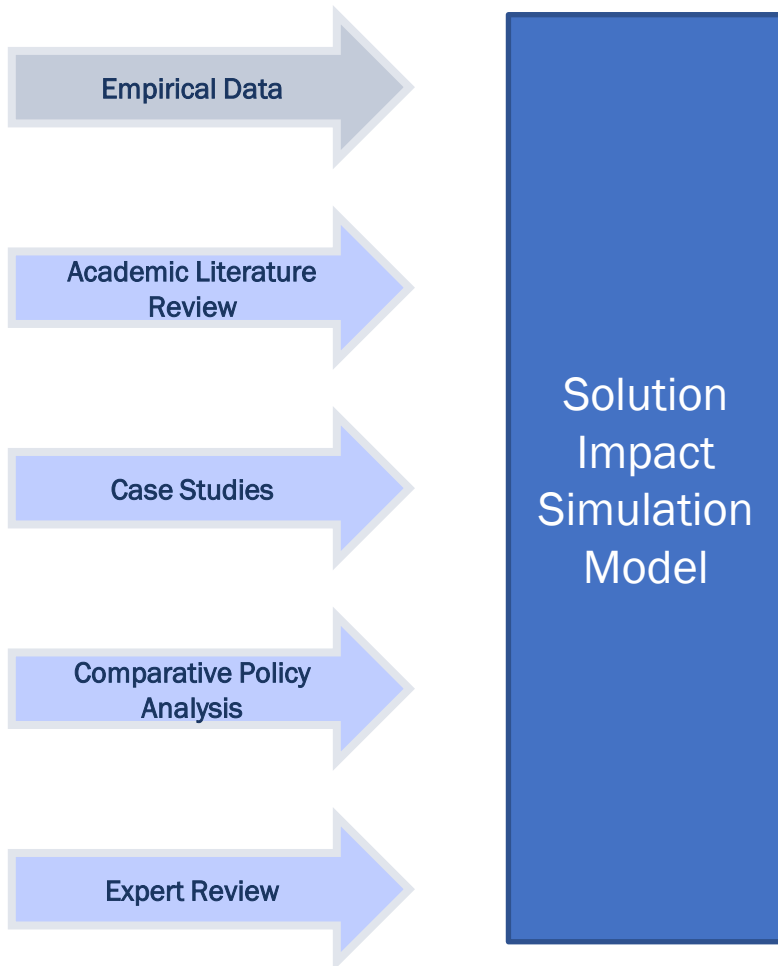 Empirical Data
Academic Literature
Review
Case Studies
Comparative Policy
Analysis
Expert Review
Solution
Impact
Simulation
Model